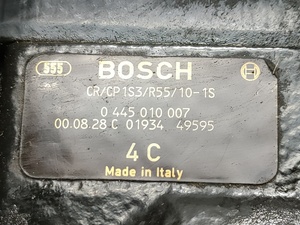 555 BOSCH
CR/CP1S3/R55/10-1S
0 445 010 007
00.08.28 C 01934 49595
4 C
Made in Italy